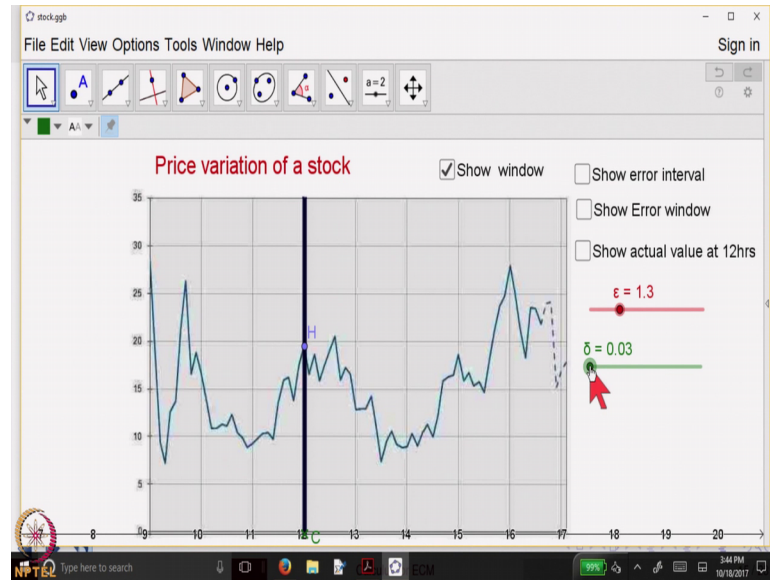 stock.ggb
File Edit View Options Tools Window Help
Sign in
A
α
a=2
AA
Price variation of a stock
Show window
Show error interval
Show Error window
Show actual value at 12hrs
ε = 1.3
δ = 0.03
35
30
25
20
15
10
5
0
H
C
8 9 10 11 12 13 14 15 16 17 18 19 20
NPTEL
Type here to search
ECM
99%
3:44 PM
10/18/2017